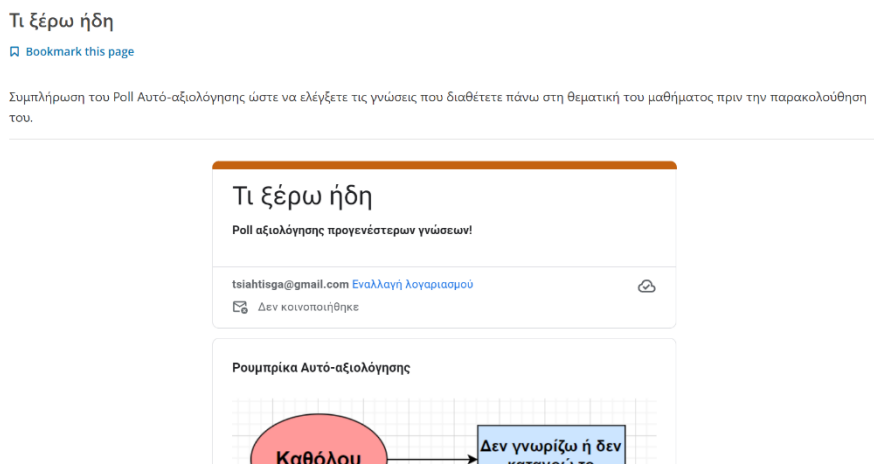 Τι ξέρω ήδη
Bookmark this page
Συμπλήρωση του Poll Αυτό-αξιολόγησης ώστε να ελέγξετε τις γνώσεις που διαθέτετε πάνω στη θεματική του μαθήματος πριν την παρακολούθηση
του.
Τι ξέρω ήδη
Poll αξιολόγησης προγενέστερων γνώσεων!
tsiahtisga@gmail.com Εναλλαγή λογαριασμού
Δεν κοινοποιήθηκε
Ρουμπρίκα Αυτό-αξιολόγησης
Καθόλου
Δεν γνωρίζω ή δεν
κατανοώ το